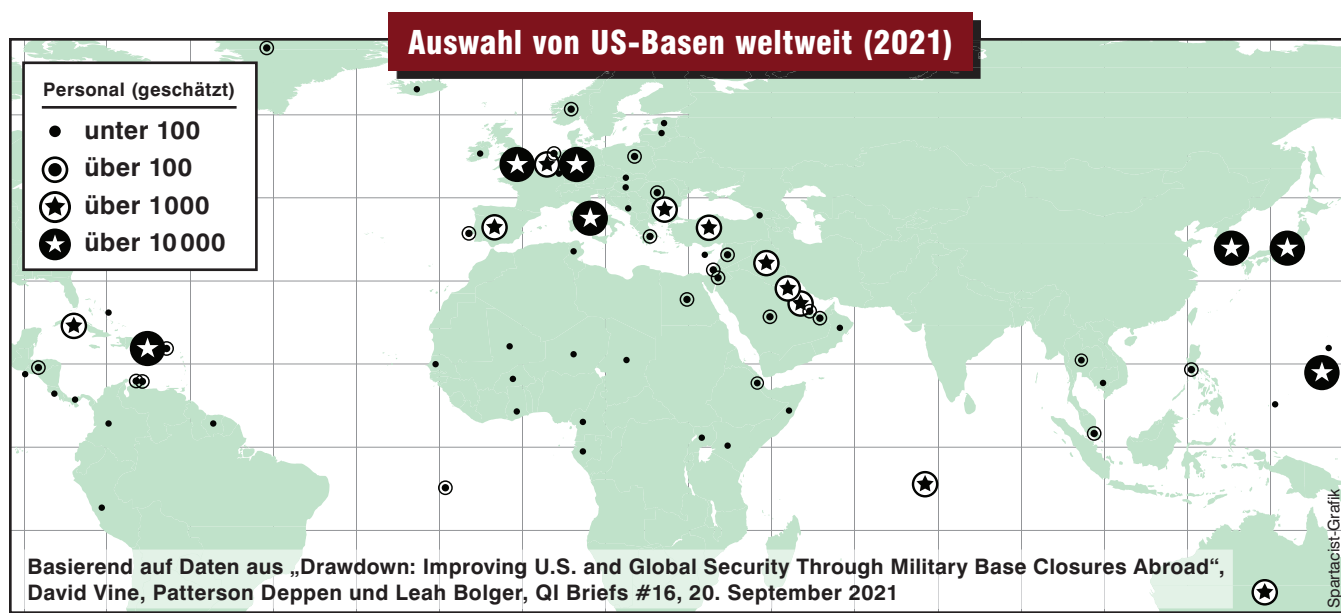 Auswahl von US-Basen weltweit (2021)
Personal (geschätzt)
unter 100
über 100
über 1000
über 10 000
Basierend auf Daten aus „Drawdown: Improving U.S. and Global Security Through Military Base Closures Abroad“,
David Vine, Patterson Deppen und Leah Bolger, QI Briefs #16, 20. September 2021
Spartacist-Grafik